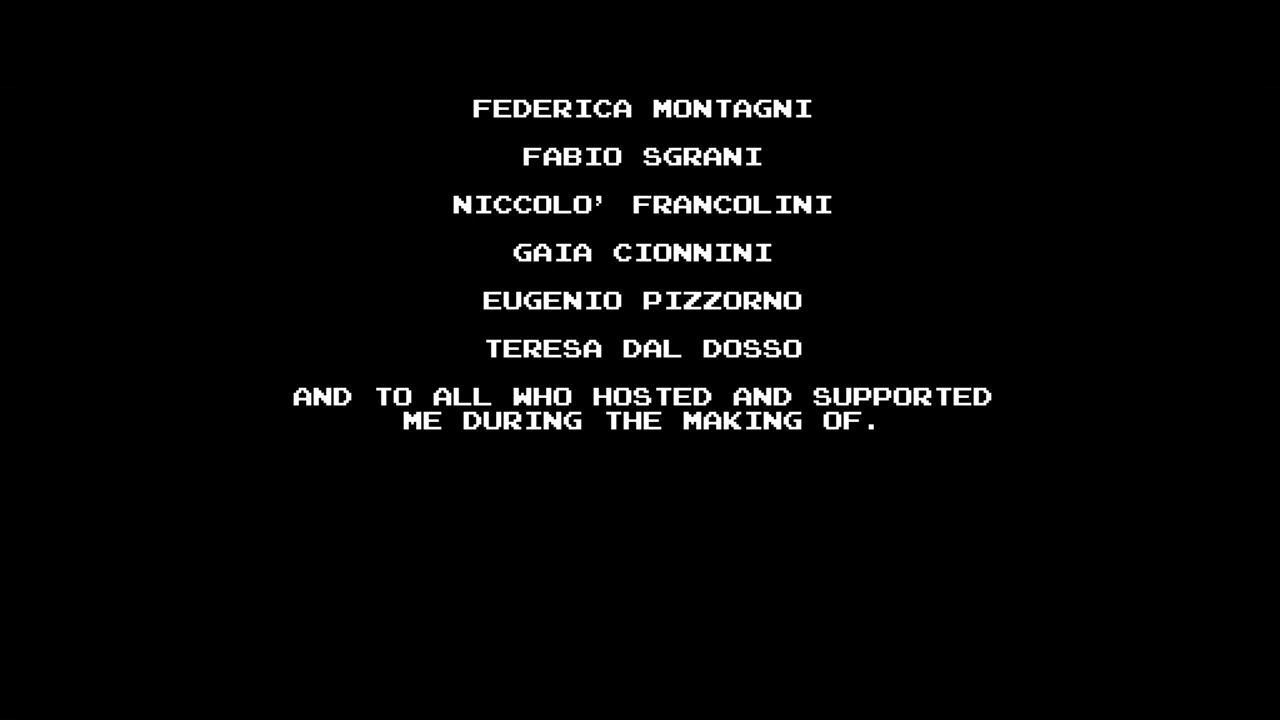 FEDERICA MONTAGNI
FABIO SGRANI
NICCOLO' FRANCOLINI
GAIA CIONNINI
EUGENIO PIZZORNO
TERESA DAL DOSSO
AND TO ALL WHO HOSTED AND SUPPORTED
ME DURING THE MAKING OF.